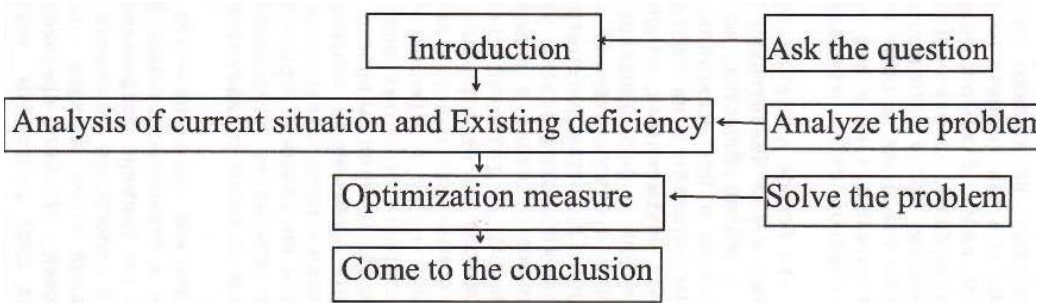 Introduction
Ask the question
Analysis of current situation and Existing deficiency
Analyze the problem
Optimization measure
Solve the problem
Come to the conclusion